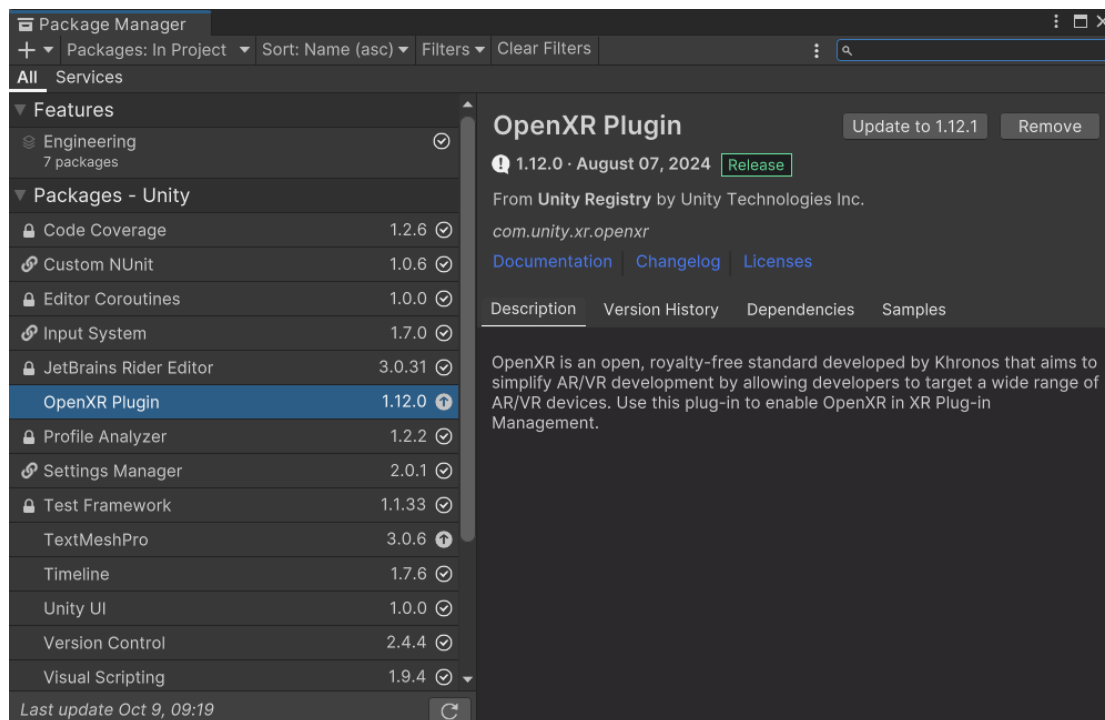 Package Manager
Packages: In Project Sort: Name (asc) Filters Clear Filters
All Services
Features
Engineering
7 packages
Packages - Unity
Code Coverage 1.2.6
Custom NUnit 1.0.6
Editor Coroutines 1.0.0
Input System 1.7.0
JetBrains Rider Editor 3.0.31
OpenXR Plugin 1.12.0
Profile Analyzer 1.2.2
Settings Manager 2.0.1
Test Framework 1.1.33
TextMeshPro 3.0.6
Timeline 1.7.6
Unity UI 1.0.0
Version Control 2.4.4
Visual Scripting 1.9.4
Last update Oct 9, 09:19
OpenXR Plugin Update to 1.12.1 Remove
1.12.0 · August 07, 2024 Release
From Unity Registry by Unity Technologies Inc.
com.unity.xr.openxr
Documentation Changelog Licenses
Description Version History Dependencies Samples
OpenXR is an open, royalty-free standard developed by Khronos that aims to
simplify AR/VR development by allowing developers to target a wide range of
AR/VR devices. Use this plug-in to enable OpenXR in XR Plug-in
Management.